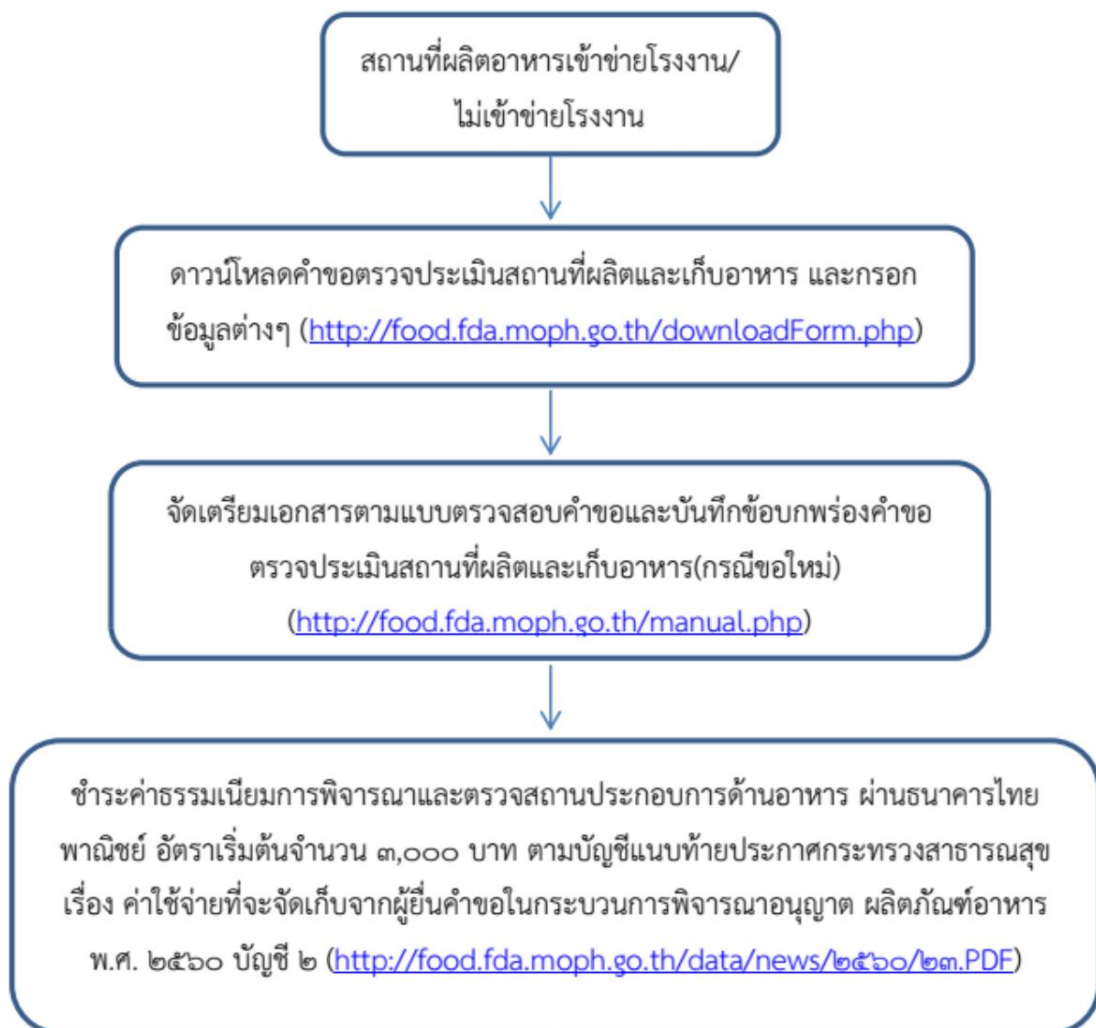 สถานที่ผลิตอาหารเข้าข่ายโรงงาน/
ไม่เข้าข่ายโรงงาน
ดาวน์โหลดคำขอตรวจประเมินสถานที่ผลิตและเก็บอาหาร และกรอก
ข้อมูลต่างๆ (http://food.fda.moph.go.th/downloadForm.php)
จัดเตรียมเอกสารตามแบบตรวจสอบคำขอและบันทึกข้อบกพร่องคำขอ
ตรวจประเมินสถานที่ผลิตและเก็บอาหาร(กรณีขอใหม่)
(http://food.fda.moph.go.th/manual.php)
ชำระค่าธรรมเนียมการพิจารณาและตรวจสถานประกอบการด้านอาหาร ผ่านธนาคารไทย
พาณิชย์ อัตราเริ่มต้นจำนวน ๓,๐๐๐ บาท ตามบัญชีแนบท้ายประกาศกระทรวงสาธารณสุข
เรื่อง ค่าใช้จ่ายที่จะจัดเก็บจากผู้ยื่นคำขอในกระบวนการพิจารณาอนุญาต ผลิตภัณฑ์อาหาร
พ.ศ. ๒๕๖๐ บัญชี ๒ (http://food.fda.moph.go.th/data/news/๒๕๖๐/๒๓.PDF)